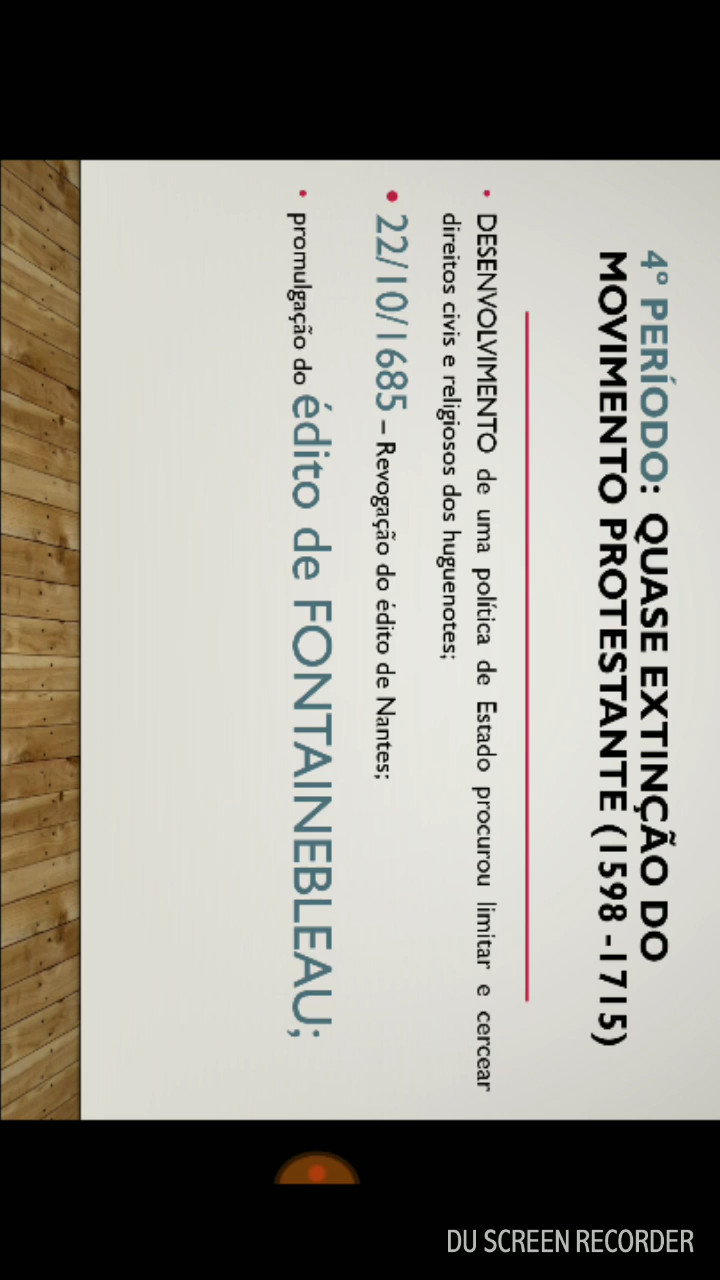 4º PERÍODO: QUASE EXTINÇÃO DO
MOVIMENTO PROTESTANTE (1598 -1715)
• DESENVOLVIMENTO de uma política de Estado procurou limitar e cercear
direitos civis e religiosos dos huguenotes;
• 22/10/1685 – Revogação do édito de Nantes;
• promulgação do édito de FONTAINEBLEAU;
DU SCREEN RECORDER